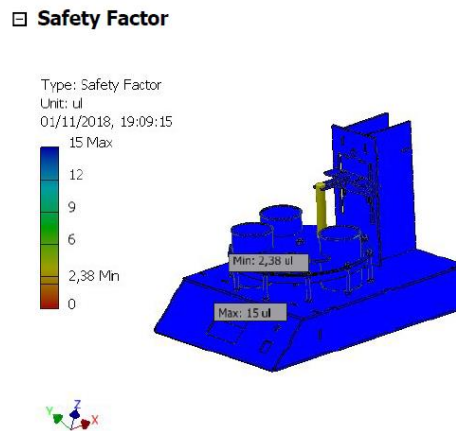 Safety Factor
Type: Safety Factor
Unit: ul
01/11/2018, 19:09:15
15 Max
12
9
6
2,38 Min
0
Min: 2,38 ul
Max: 15 ul
Z
Y
X